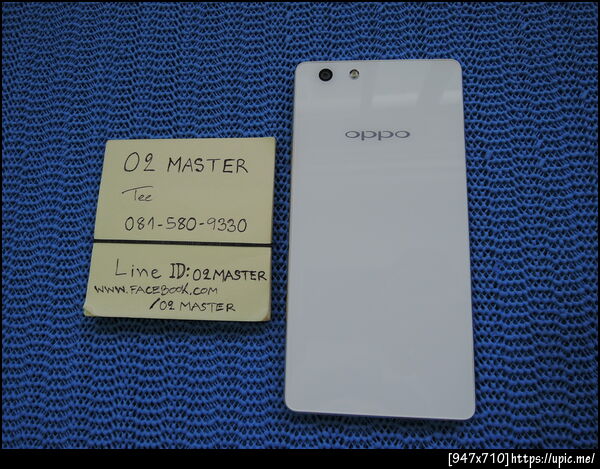 O2 MASTER
Tee
081-580-9330
Line ID: O2MASTER
WWW.FACEBOOK.COM
/O2 MASTER
oppo
[947x710]https://upic.me/